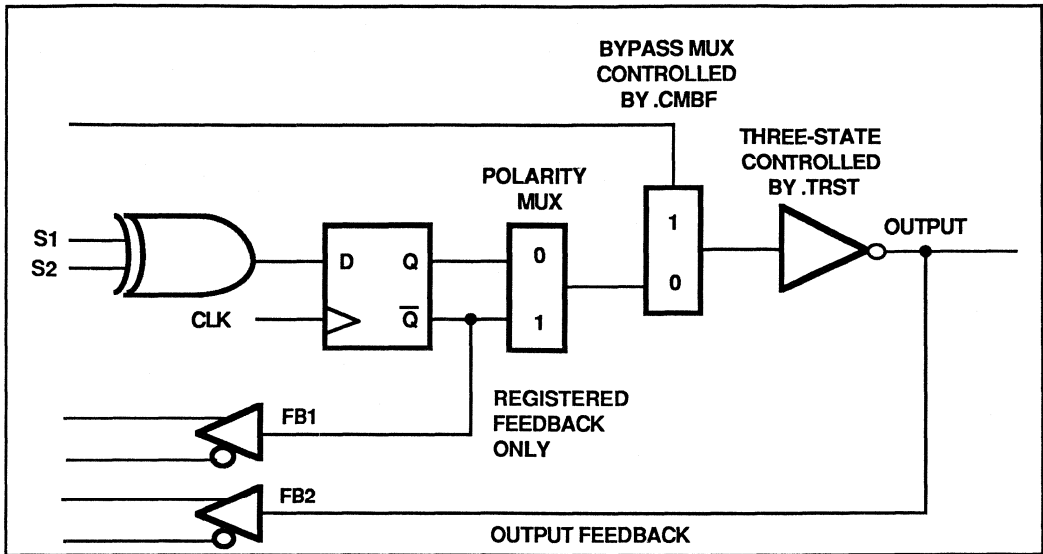 BYPASS MUX
CONTROLLED
BY .CMBF
THREE-STATE
CONTROLLED
BY .TRST
POLARITY
MUX
1
0
OUTPUT
S1
S2
D
Q
0
CLK
Q̅
1
REGISTERED
FEEDBACK
ONLY
FB1
FB2
OUTPUT FEEDBACK